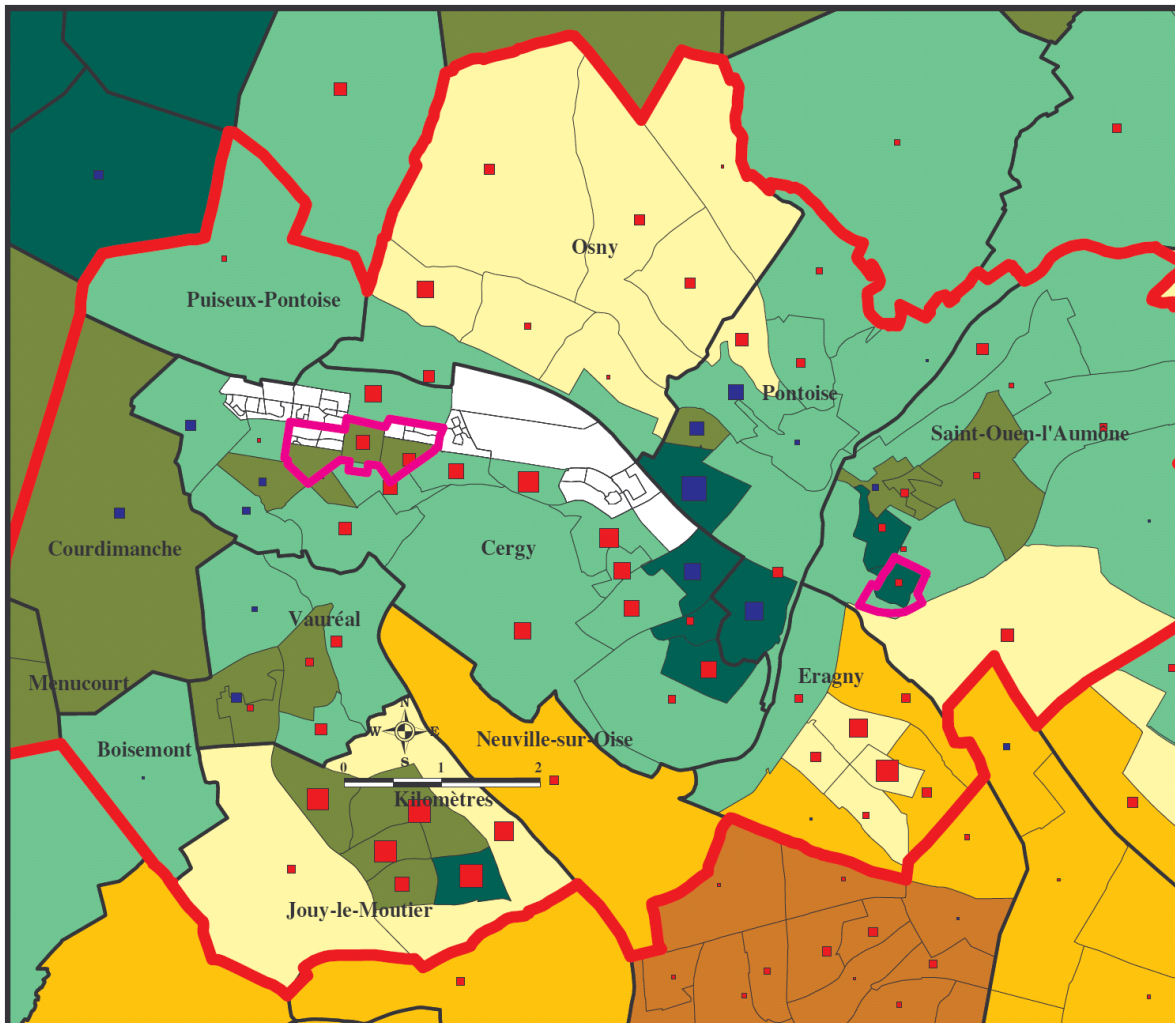 Osny
Puiseux-Pontoise
Pontoise
Saint-Ouen-l'Aumône
Courdimanche
Cergy
Vauréal
Menucourt
Eragny
N
W E
S
Neuville-sur-Oise
Boisemont
0 1 2
Kilomètres
Jouy-le-Moutier